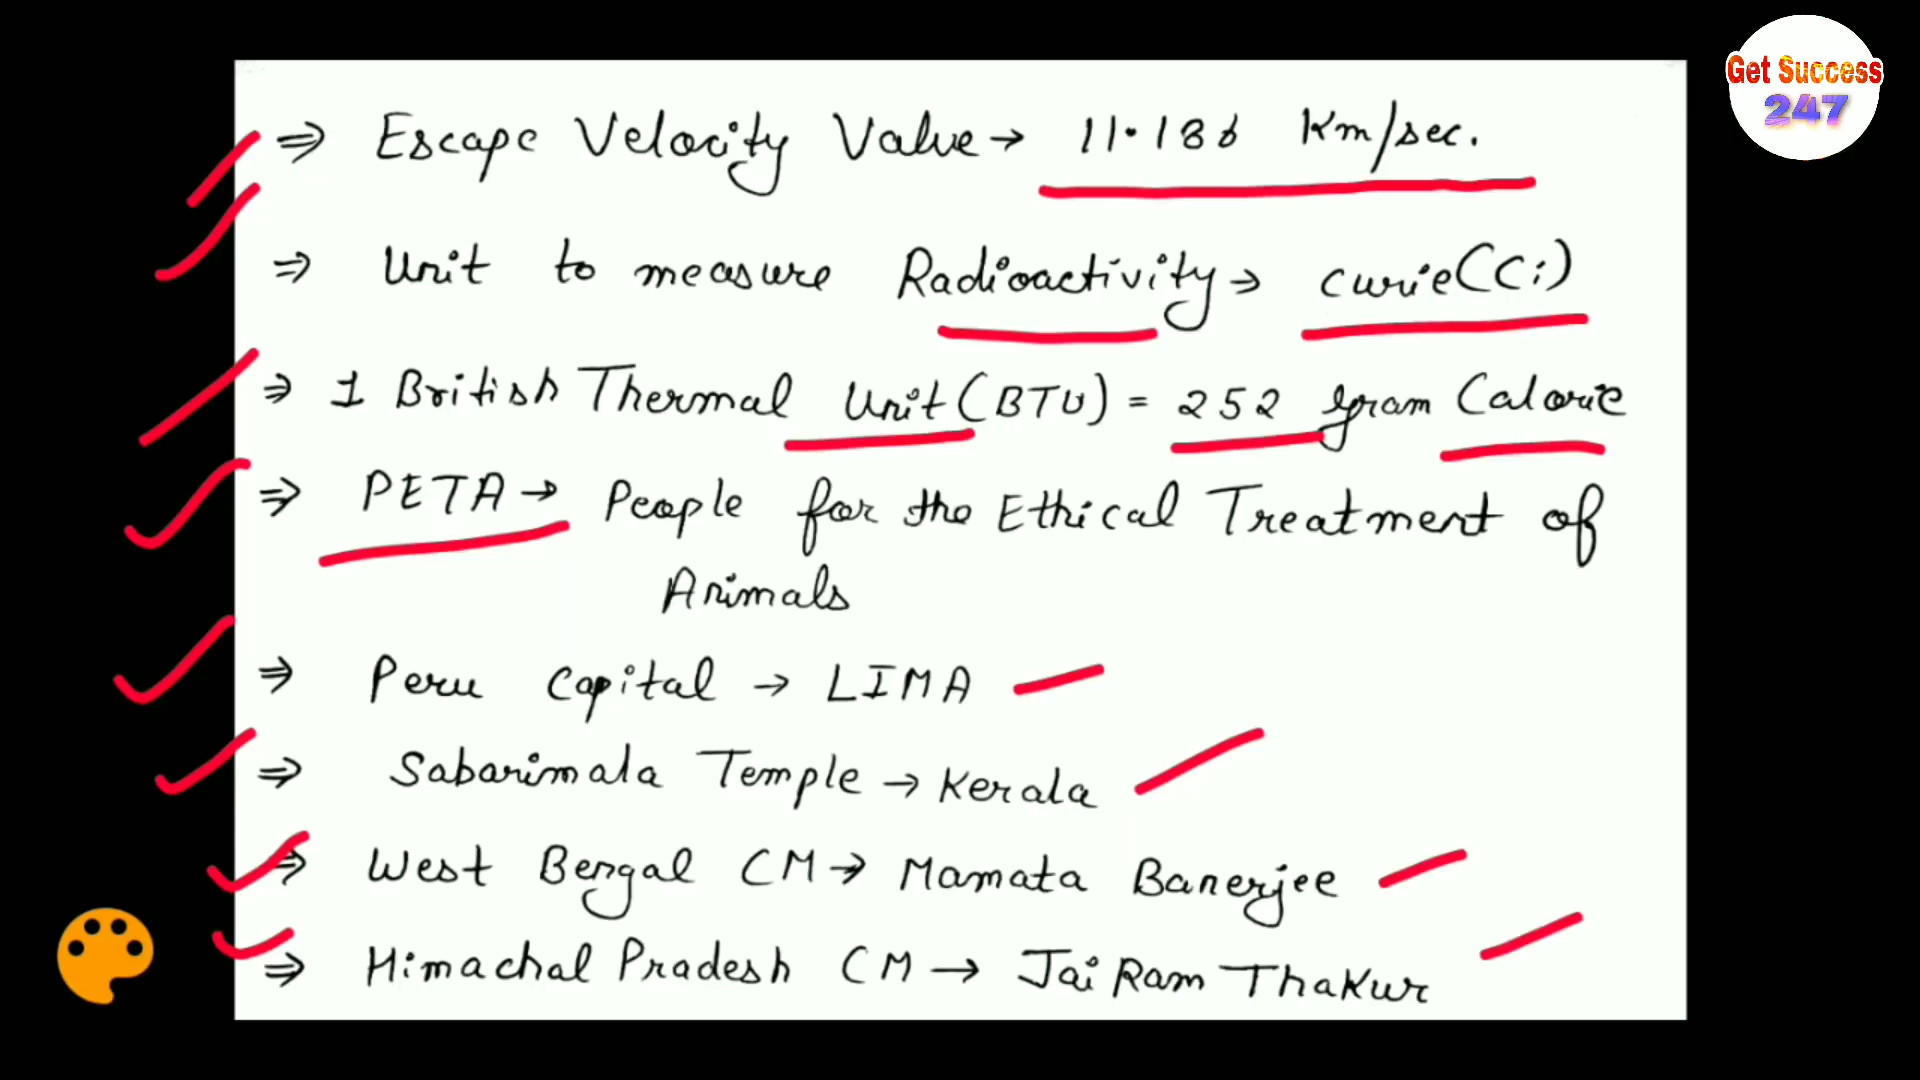 Get Success
247
⇒ Escape Velocity Value → 11.186 Km/sec.
⇒ Unit to measure Radioactivity → curie(Ci)
⇒ 1 British Thermal Unit (BTU) = 252 gram Calorie
⇒ PETA → People for the Ethical Treatment of
Animals
⇒ Peru Capital → LIMA
⇒ Sabarimala Temple → Kerala
⇒ West Bengal CM → Mamata Banerjee
⇒ Himachal Pradesh CM → Jai Ram Thakur